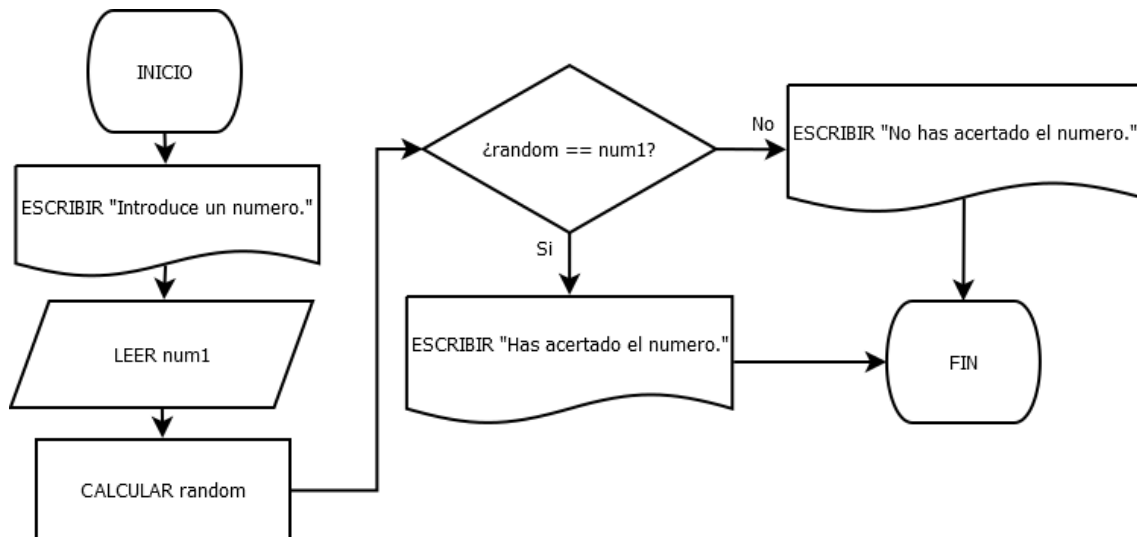 INICIO
ESCRIBIR "Introduce un numero."
LEER num1
CALCULAR random
¿random == num1?
No
ESCRIBIR "No has acertado el numero."
Si
ESCRIBIR "Has acertado el numero."
FIN